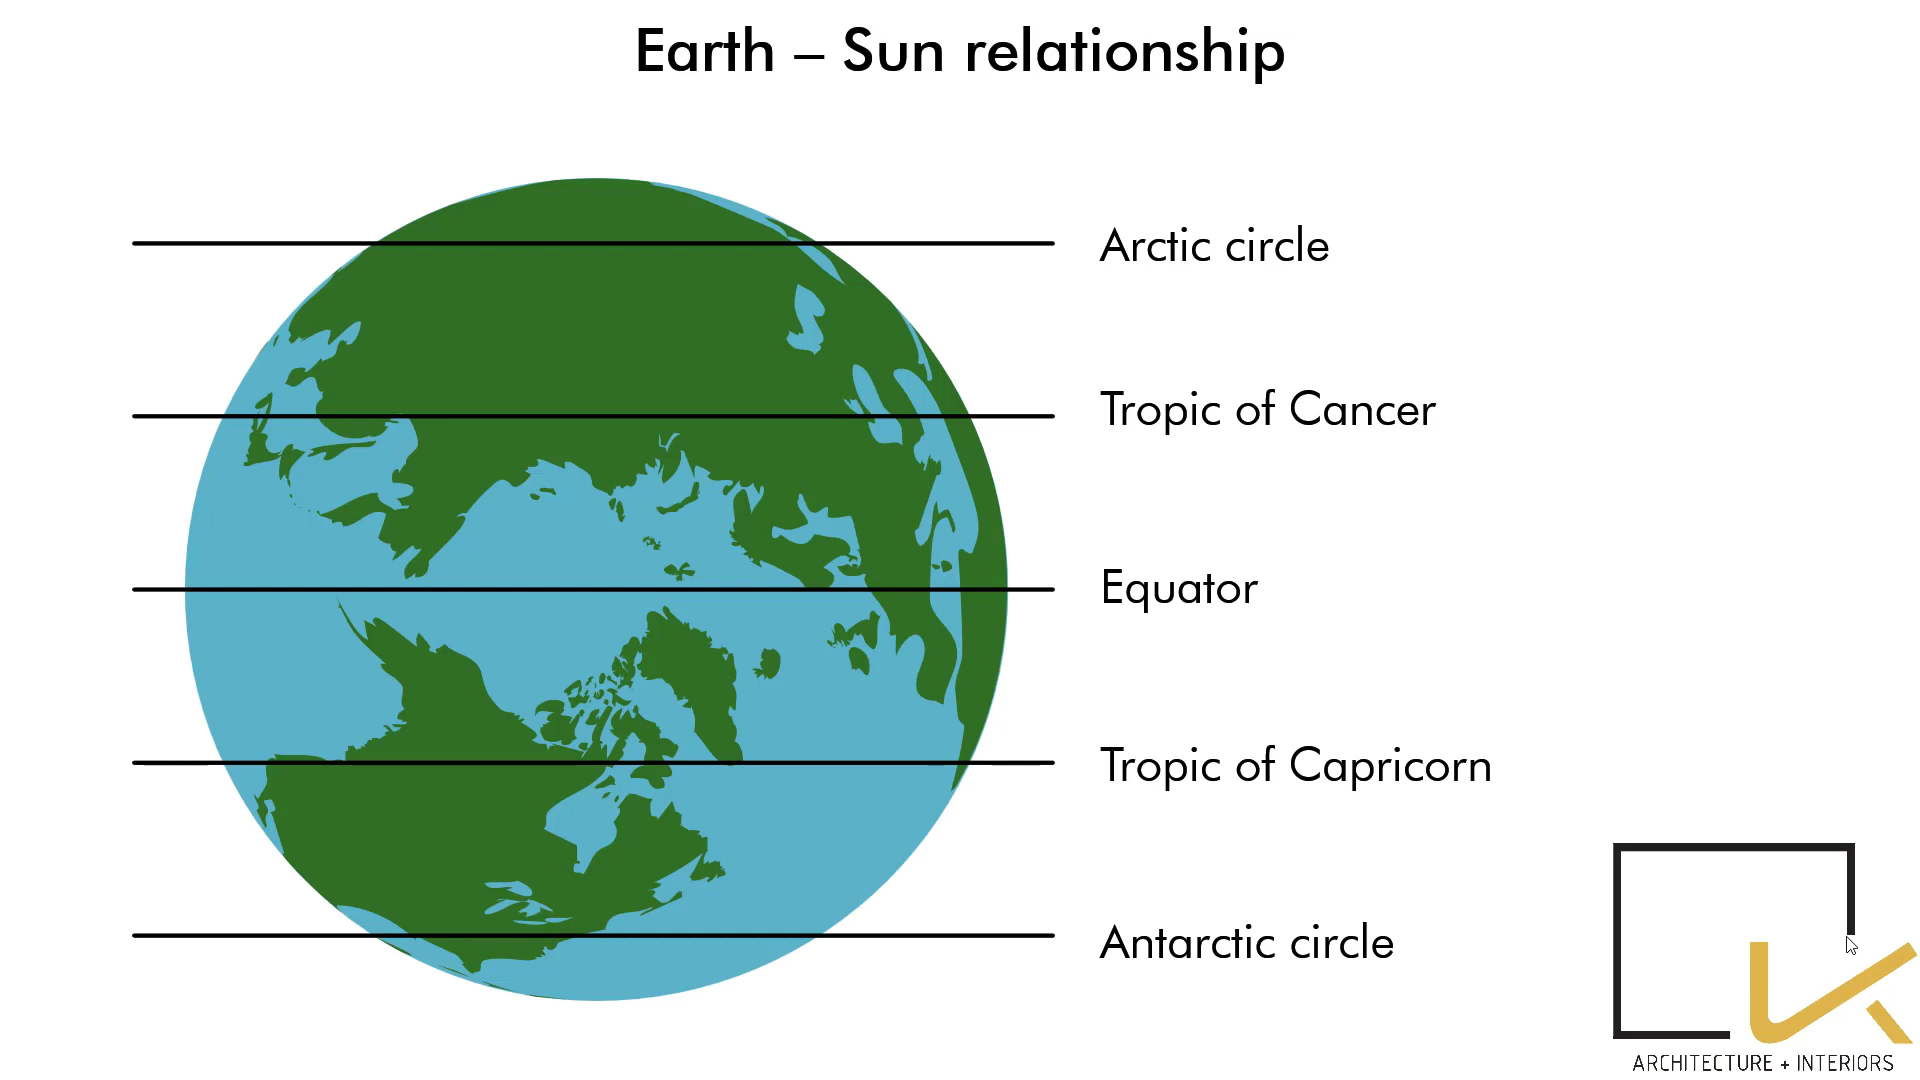 Earth – Sun relationship
Arctic circle
Tropic of Cancer
Equator
Tropic of Capricorn
Antarctic circle
ARCHITECTURE + INTERIORS